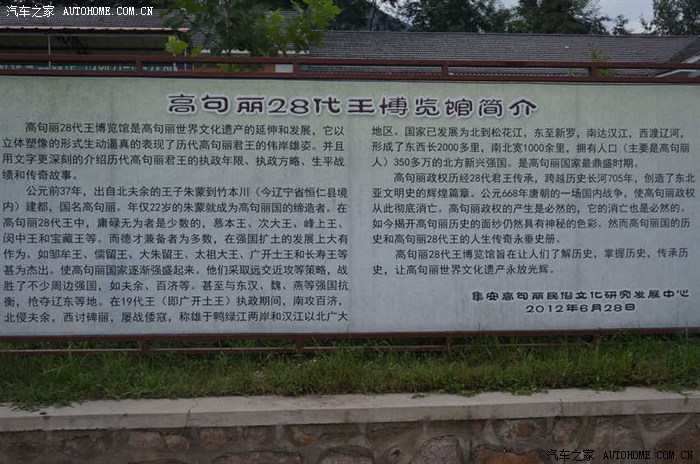 汽车之家 AUTOHOME.COM.CN
汽车之家 AUTOHOME.COM.CN
高句丽28代王博览馆简介
高句丽28代王博览馆是高句丽世界文化遗产的延伸和发展，它以
立体塑像的形式生动逼真的表现了历代高句丽君王的伟岸雄姿。并且
用文字更深刻的介绍历代高句丽君王的执政年限、执政方略、生平战
绩和传奇故事。
公元前37年，出自北夫余的王子朱蒙到竹本川（今辽宁省恒仁县境
内）建都，国名高句丽。年仅22岁的朱蒙就成为高句丽国的缔造者。在
高句丽28代王中，庸碌无为者是少数的，慕本王、次大王、峰上王、
闵中王和宝藏王等。而德才兼备者为多数，在强国扩土的发展上大有
作为。如邹牟王、儒留王、大朱留王、太祖大王、广开土王和长寿王等
甚为杰出。使高句丽国家逐渐强盛起来。他们采取远交近攻等策略，战
胜了不少周边强国，如夫余、百济等。甚至与东汉、魏、燕等强国抗
衡，抢夺辽东等地。在19代王（即广开土王）执政期间，南攻百济，
北侵夫余，西讨碑丽，屡战倭寇，称雄于鸭绿江两岸和汉江以北广大
地区。国家已发展为北到松花江，东至新罗，南达汉江，西渡辽河，
形成了东西长2000多里，南北宽1000余里，拥有人口（主要是高句丽
人）350多万的北方新兴强国。是高句丽国家最鼎盛时期。
高句丽政权历经28代君王传承，跨越历史长河705年，创造了东北
亚文明史的辉煌篇章。公元668年唐朝的一场国内战争，使高句丽政权
从此彻底消亡。高句丽政权的产生是必然的，它的消亡也是必然的。
如今揭开高句丽历史的面纱仍然具有神秘的色彩。然而高句丽国的历
史和高句丽28代王的人生传奇永垂史册。
高句丽28代王博览馆旨在让人们了解历史，掌握历史，传承历
史，让高句丽世界文化遗产永放光辉。
集安高句丽民俗文化研究发展中心
2012年6月28日
汽车之家 AUTOHOME.COM.CN
汽车之家 AUTOHOME.COM.CN